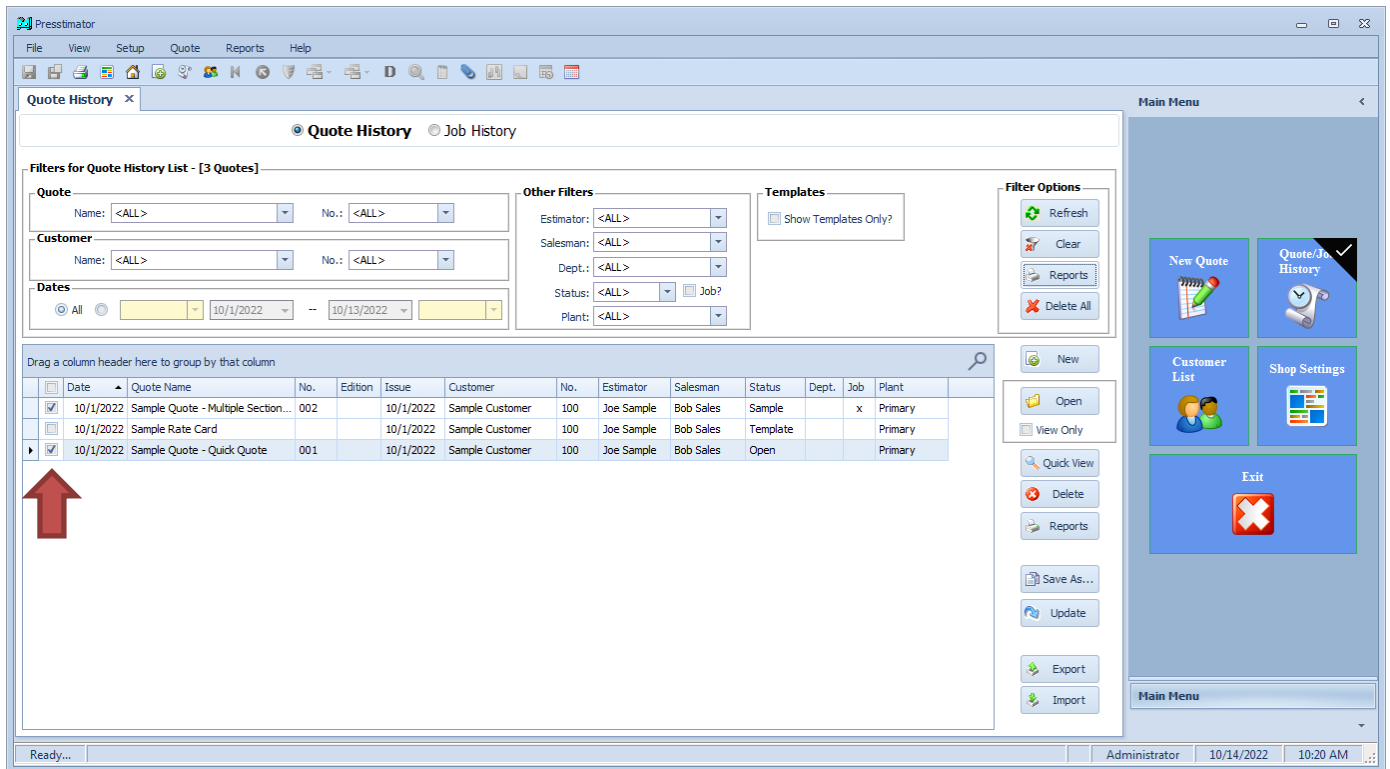 Presstimator
File View Setup Quote Reports Help
D
Quote History x
Quote History Job History
Filters for Quote History List - [3 Quotes]
Quote
Name: <ALL> No.: <ALL>
Customer
Name: <ALL> No.: <ALL>
Dates
All 10/1/2022 -- 10/13/2022
Other Filters
Estimator: <ALL>
Salesman: <ALL>
Dept.: <ALL>
Status: <ALL> Job?
Plant: <ALL>
Templates
Show Templates Only?
Filter Options
Refresh
Clear
Reports
Delete All
Drag a column header here to group by that column
Date Quote Name No. Edition Issue Customer No. Estimator Salesman Status Dept. Job Plant
10/1/2022 Sample Quote - Multiple Section... 002 10/1/2022 Sample Customer 100 Joe Sample Bob Sales Sample x Primary
10/1/2022 Sample Rate Card 10/1/2022 Sample Customer 100 Joe Sample Bob Sales Template Primary
10/1/2022 Sample Quote - Quick Quote 001 10/1/2022 Sample Customer 100 Joe Sample Bob Sales Open Primary
New
Open
View Only
Quick View
Delete
Reports
Save As...
Update
Export
Import
Main Menu
New Quote
Quote/Jo
History
Customer
List
Shop Settings
Exit
Main Menu
Ready... Administrator 10/14/2022 10:20 AM